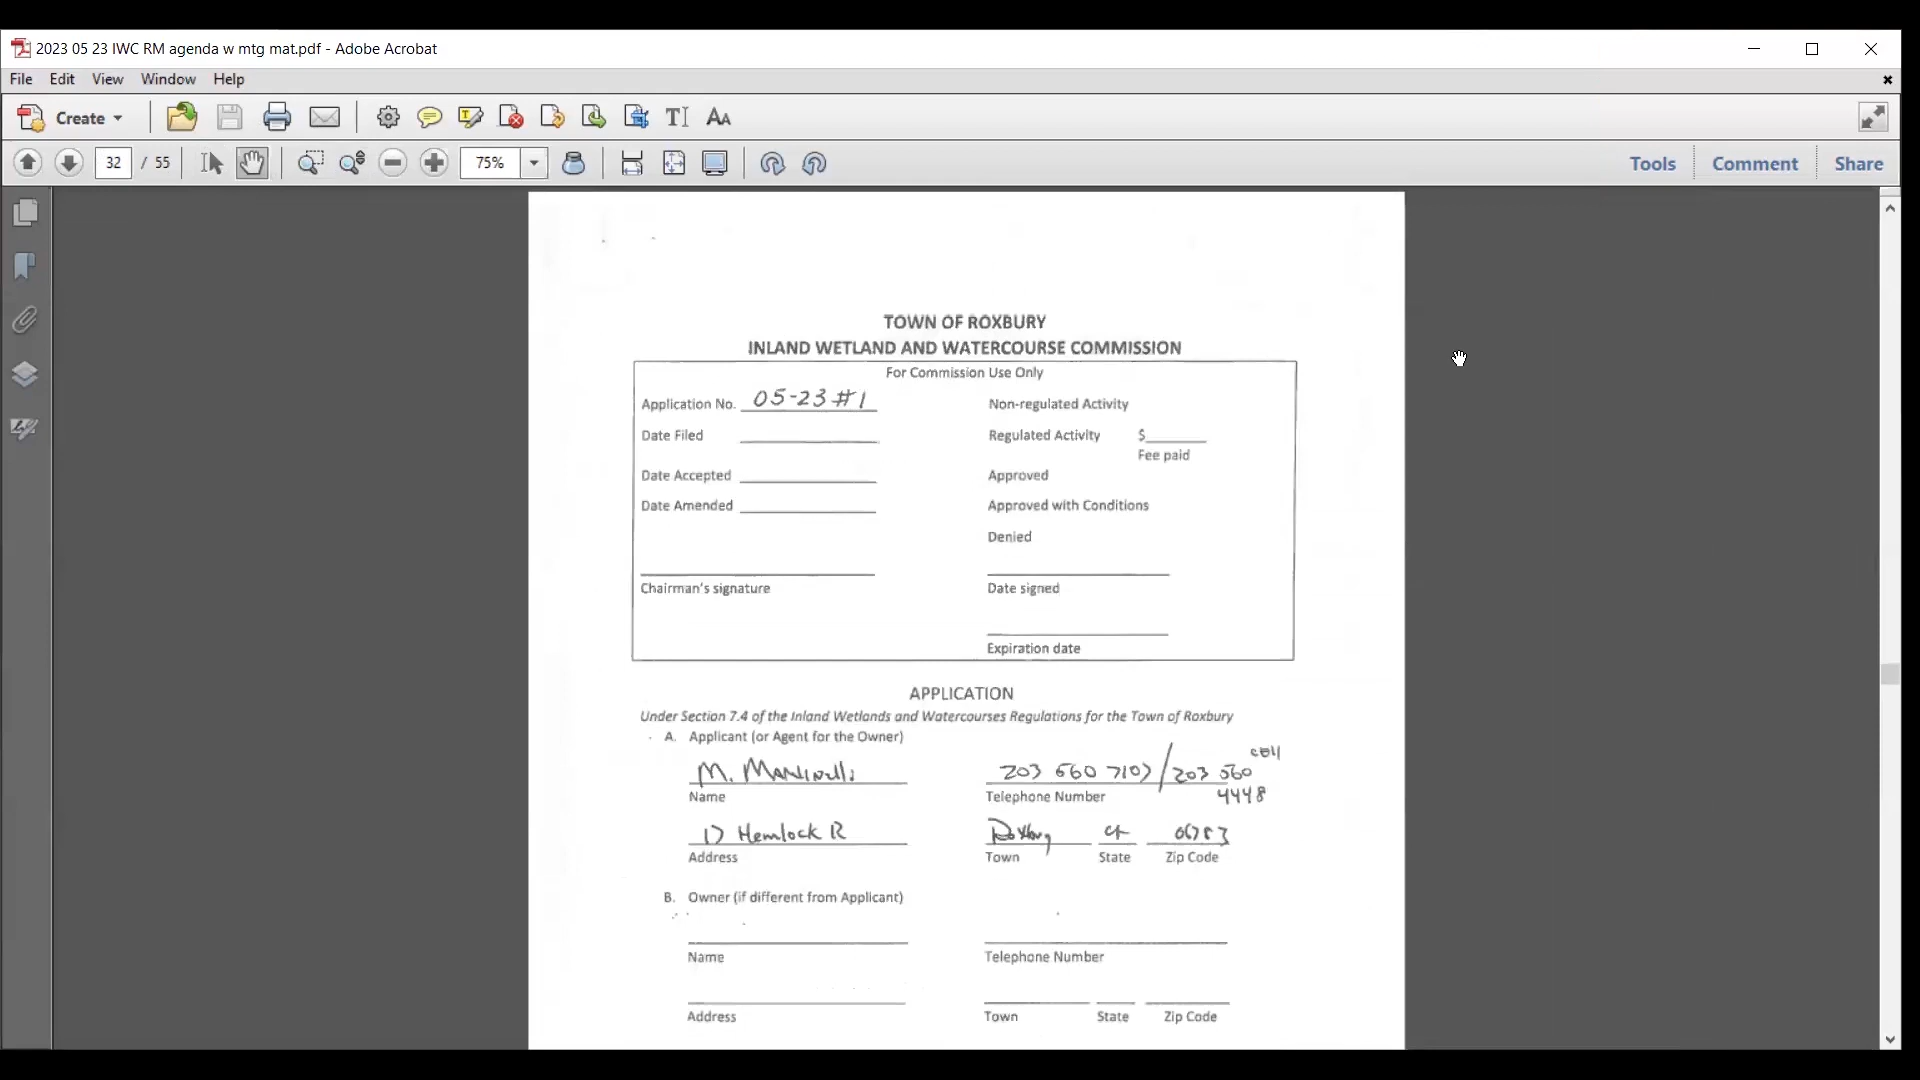 2023 05 23 IWC RM agenda w mtg mat.pdf - Adobe Acrobat
File Edit View Window Help
Create
32 / 55 75% Tools Comment Share
TOWN OF ROXBURY
INLAND WETLAND AND WATERCOURSE COMMISSION
For Commission Use Only
Application No. 05-23 #1 Non-regulated Activity
Date Filed Regulated Activity $
Fee paid
Date Accepted Approved
Date Amended Approved with Conditions
Denied
Chairman's signature Date signed
Expiration date
APPLICATION
Under Section 7.4 of the Inland Wetlands and Watercourses Regulations for the Town of Roxbury
A. Applicant (or Agent for the Owner)
cell
M. 203 560
Name Telephone Number 4448
Hemlock R Roxbury Ct
Address Town State Zip Code
B. Owner (if different from Applicant)
Name Telephone Number
Address Town State Zip Code